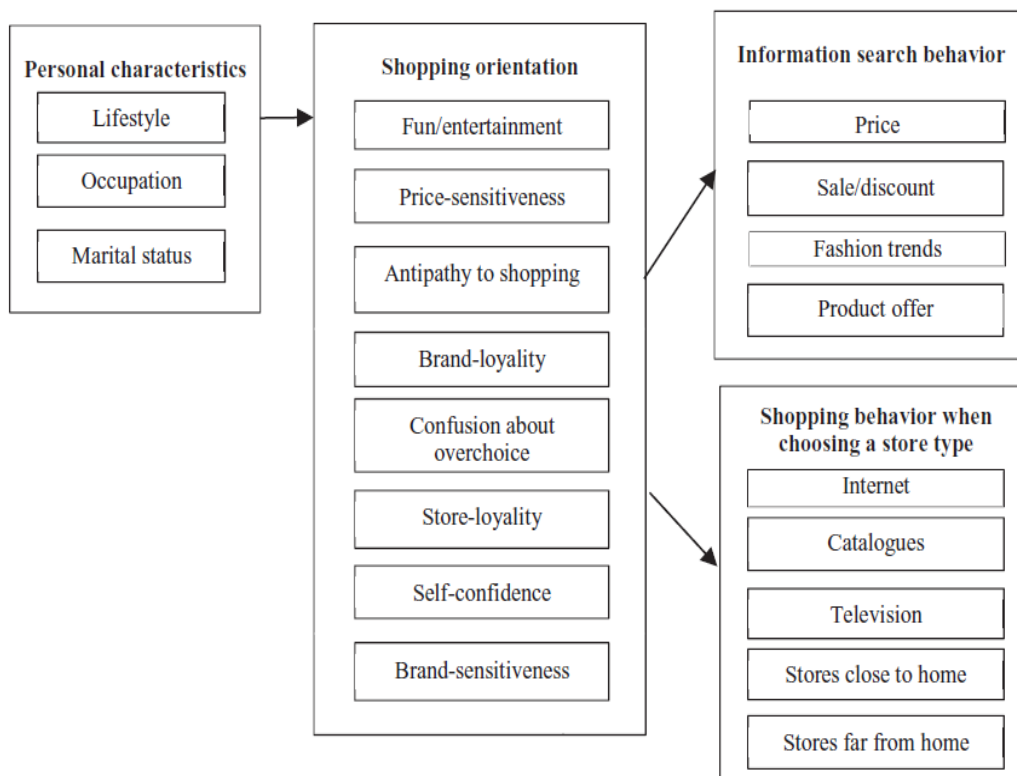 Personal characteristics
Lifestyle
Occupation
Marital status
Shopping orientation
Fun/entertainment
Price-sensitiveness
Antipathy to shopping
Brand-loyality
Confusion about
overchoice
Store-loyality
Self-confidence
Brand-sensitiveness
Information search behavior
Price
Sale/discount
Fashion trends
Product offer
Shopping behavior when
choosing a store type
Internet
Catalogues
Television
Stores close to home
Stores far from home